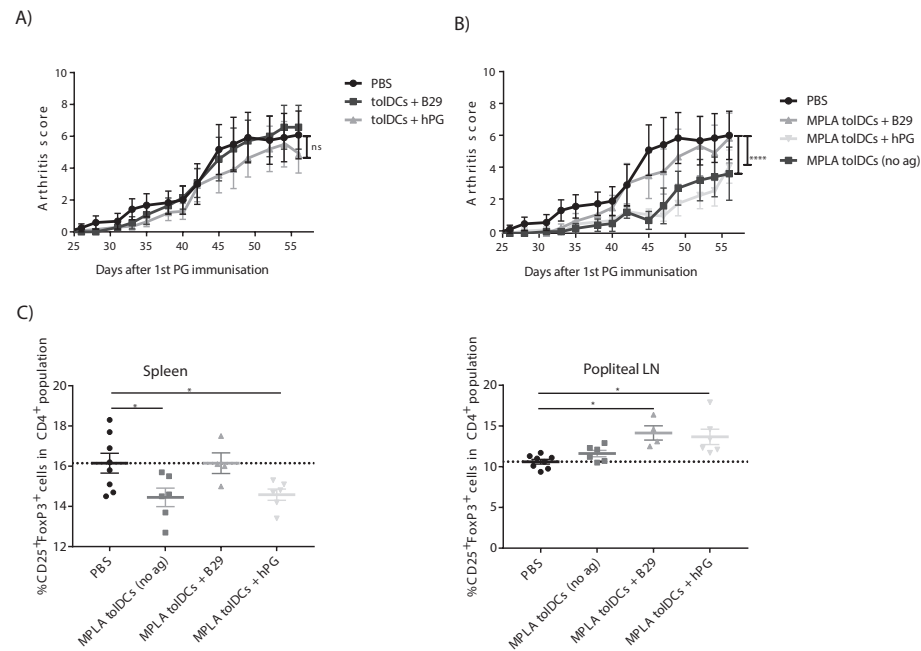 A)
10
8
6
4
2
0
25
30
35
40
45
50
55
Arthritis score
Days after 1st PG immunisation
PBS
tolDCs + B29
tolDCs + hPG
ns
B)
10
8
6
4
2
0
25
30
35
40
45
50
55
Arthritis score
Days after 1st PG immunisation
PBS
MPLA tolDCs + B29
MPLA tolDCs + hPG
MPLA tolDCs (no ag)
****
C)
Spleen
%CD25⁺FoxP3⁺ cells in CD4⁺ population
20
18
16
14
12
*
*
PBS
MPLA tolDCs (no ag)
MPLA tolDCs + B29
MPLA tolDCs + hPG
Popliteal LN
%CD25⁺FoxP3⁺ cells in CD4⁺ population
20
15
10
5
0
*
*
PBS
MPLA tolDCs (no ag)
MPLA tolDCs + B29
MPLA tolDCs + hPG